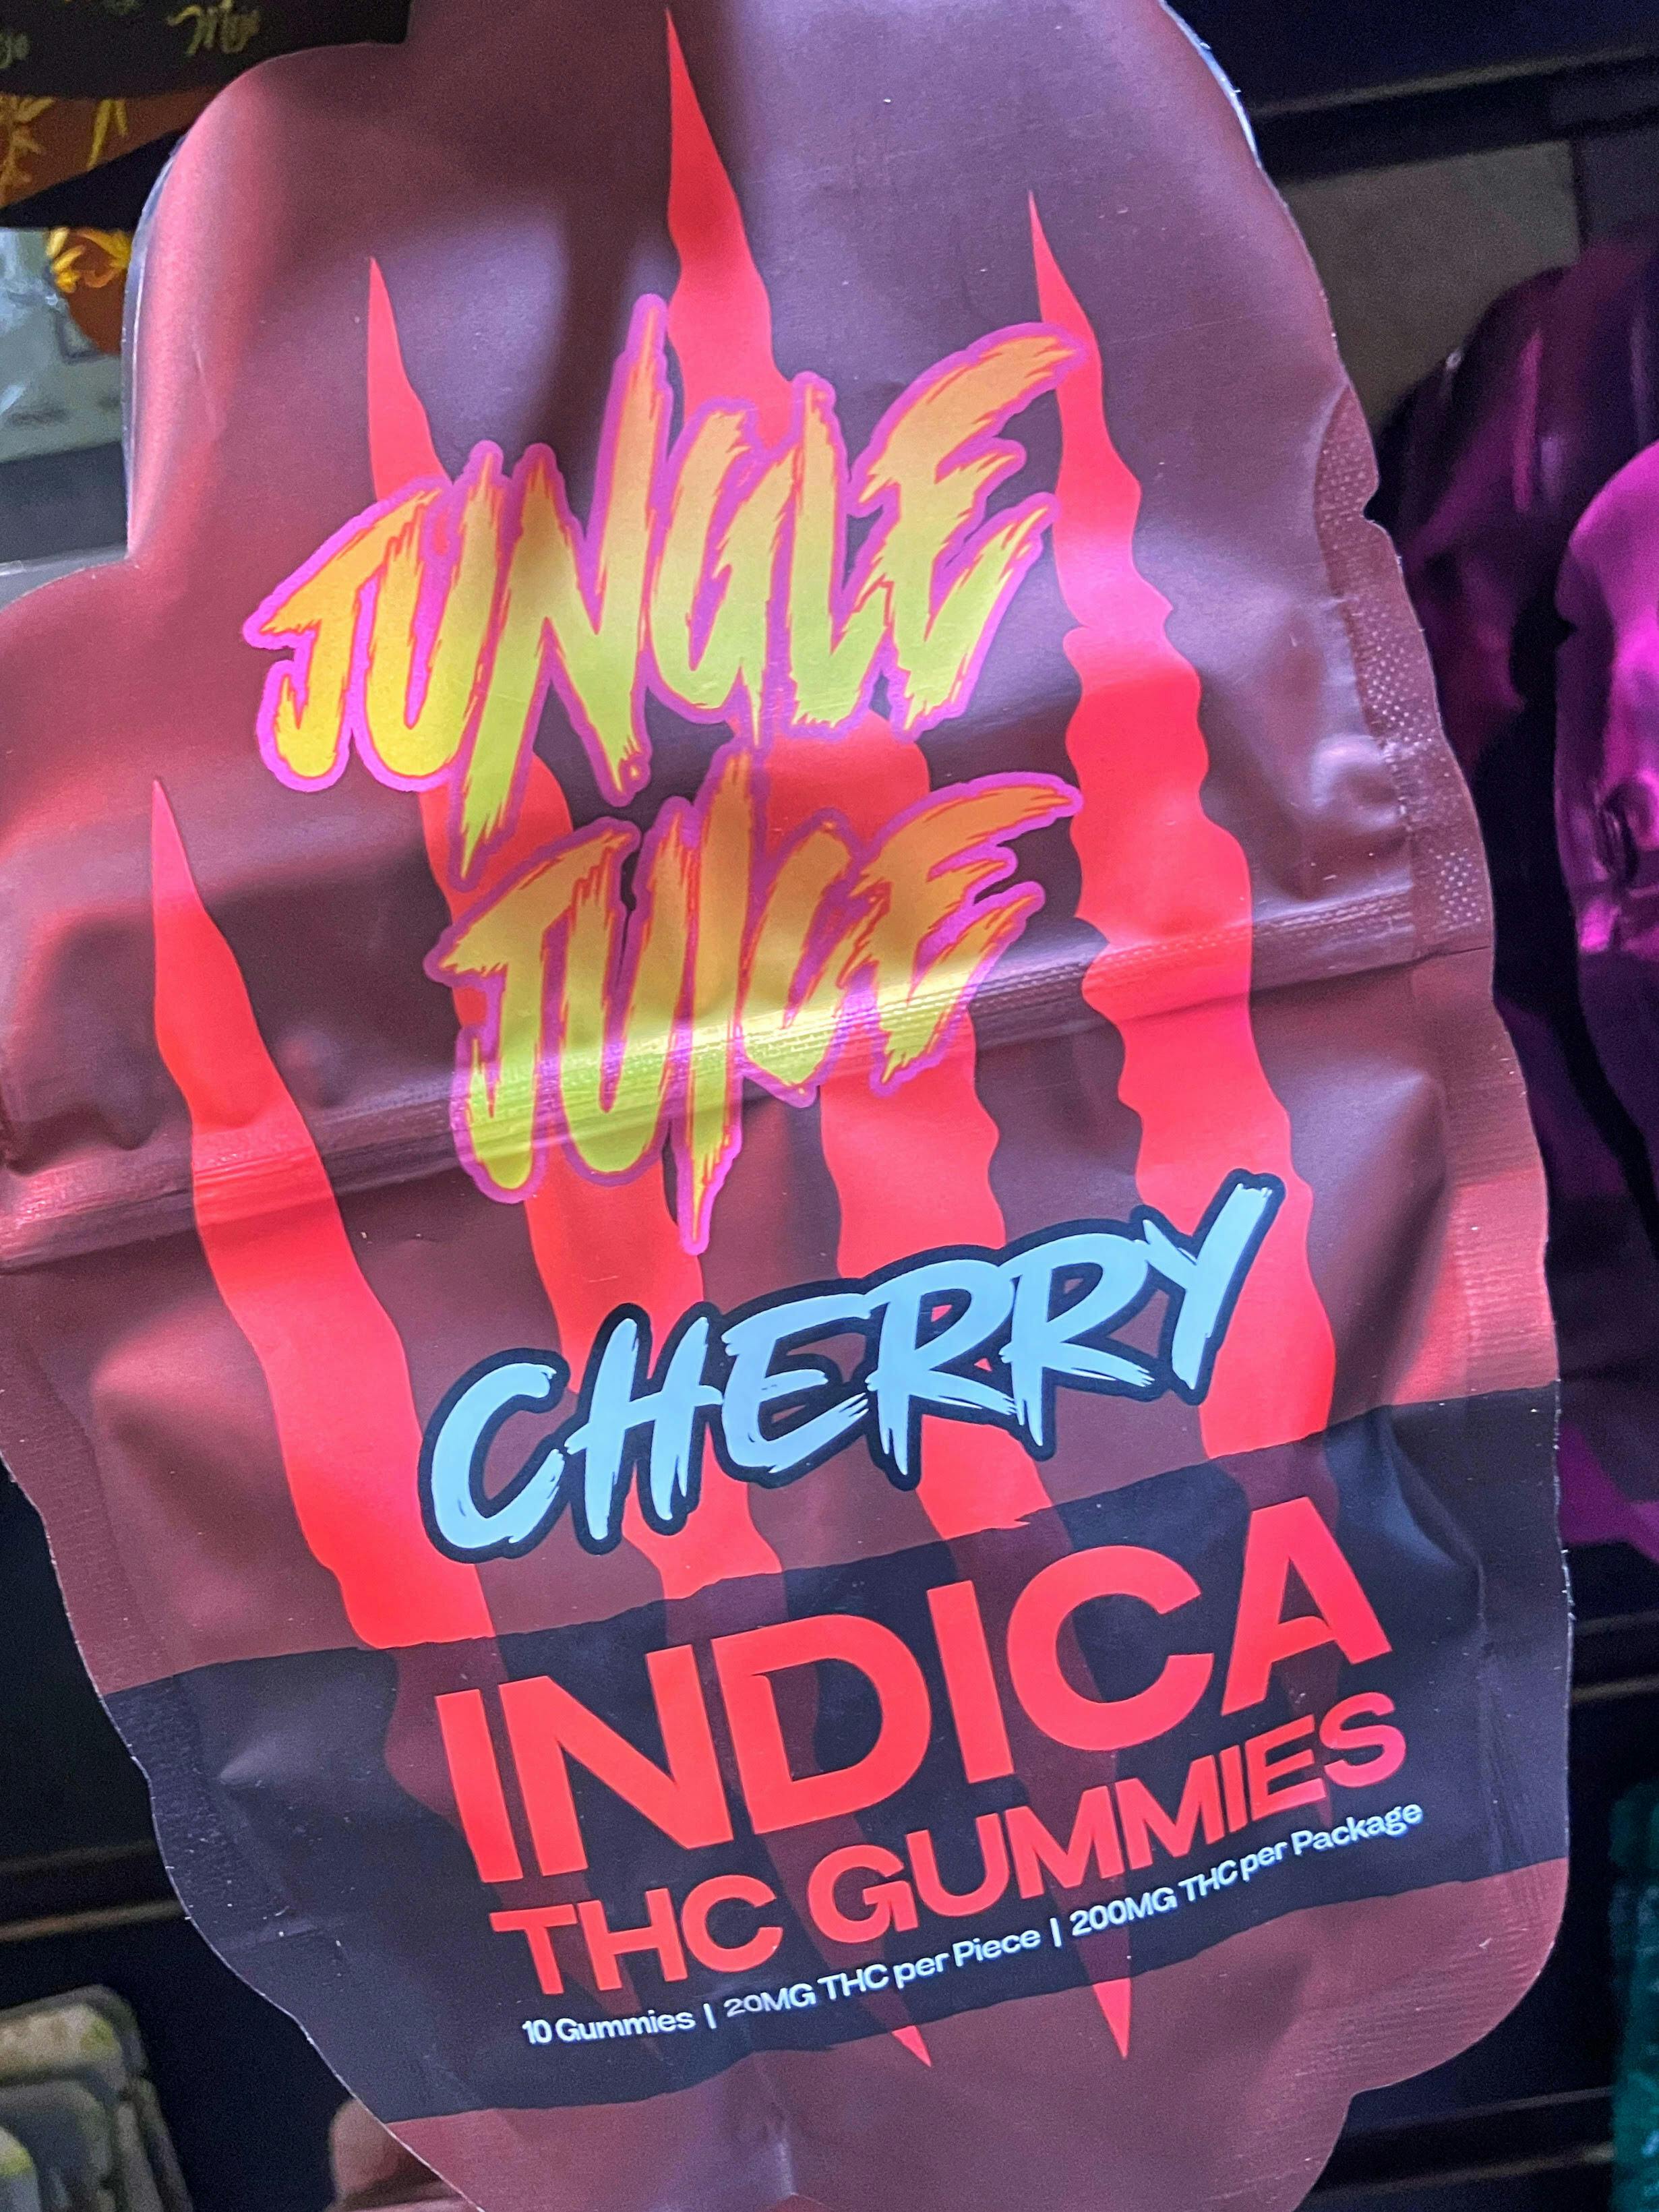 JUNGLE
JUICE
CHERRY
INDICA
THC GUMMIES
10 Gummies | 20MG THC per Piece | 200MG THC per Package